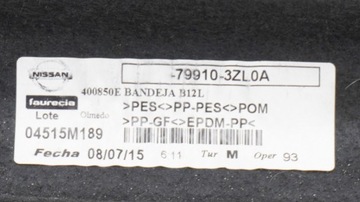 NISSAN
-79910-3ZL0A
400850E BANDEJA B12L
faurecia
>PES<>PP-PES<>POM
Lote Olmedo
>PP-GF<>EPDM-PP<
04515M189
Fecha 08/07/15 6:11 Tur M Oper 93